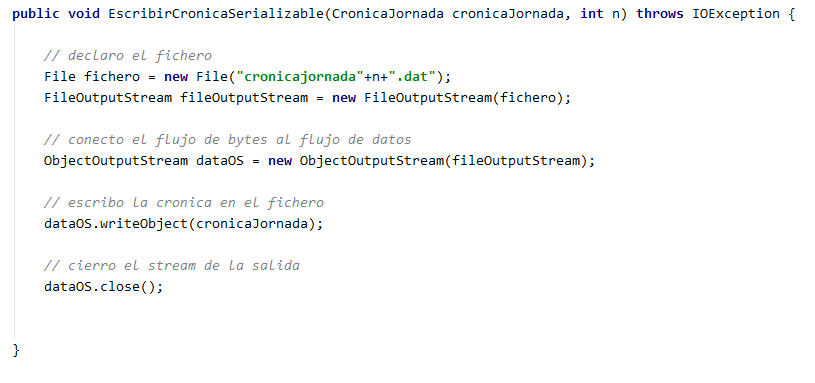 public void EscribirCronicaSerializable(CronicaJornada cronicaJornada, int n) throws IOException {
// declaro el fichero
File fichero = new File("cronicajornada"+n+".dat");
FileOutputStream fileOutputStream = new FileOutputStream(fichero);
// conecto el flujo de bytes al flujo de datos
ObjectOutputStream dataOS = new ObjectOutputStream(fileOutputStream);
// escribo la cronica en el fichero
dataOS.writeObject(cronicaJornada);
// cierro el stream de la salida
dataOS.close();
}